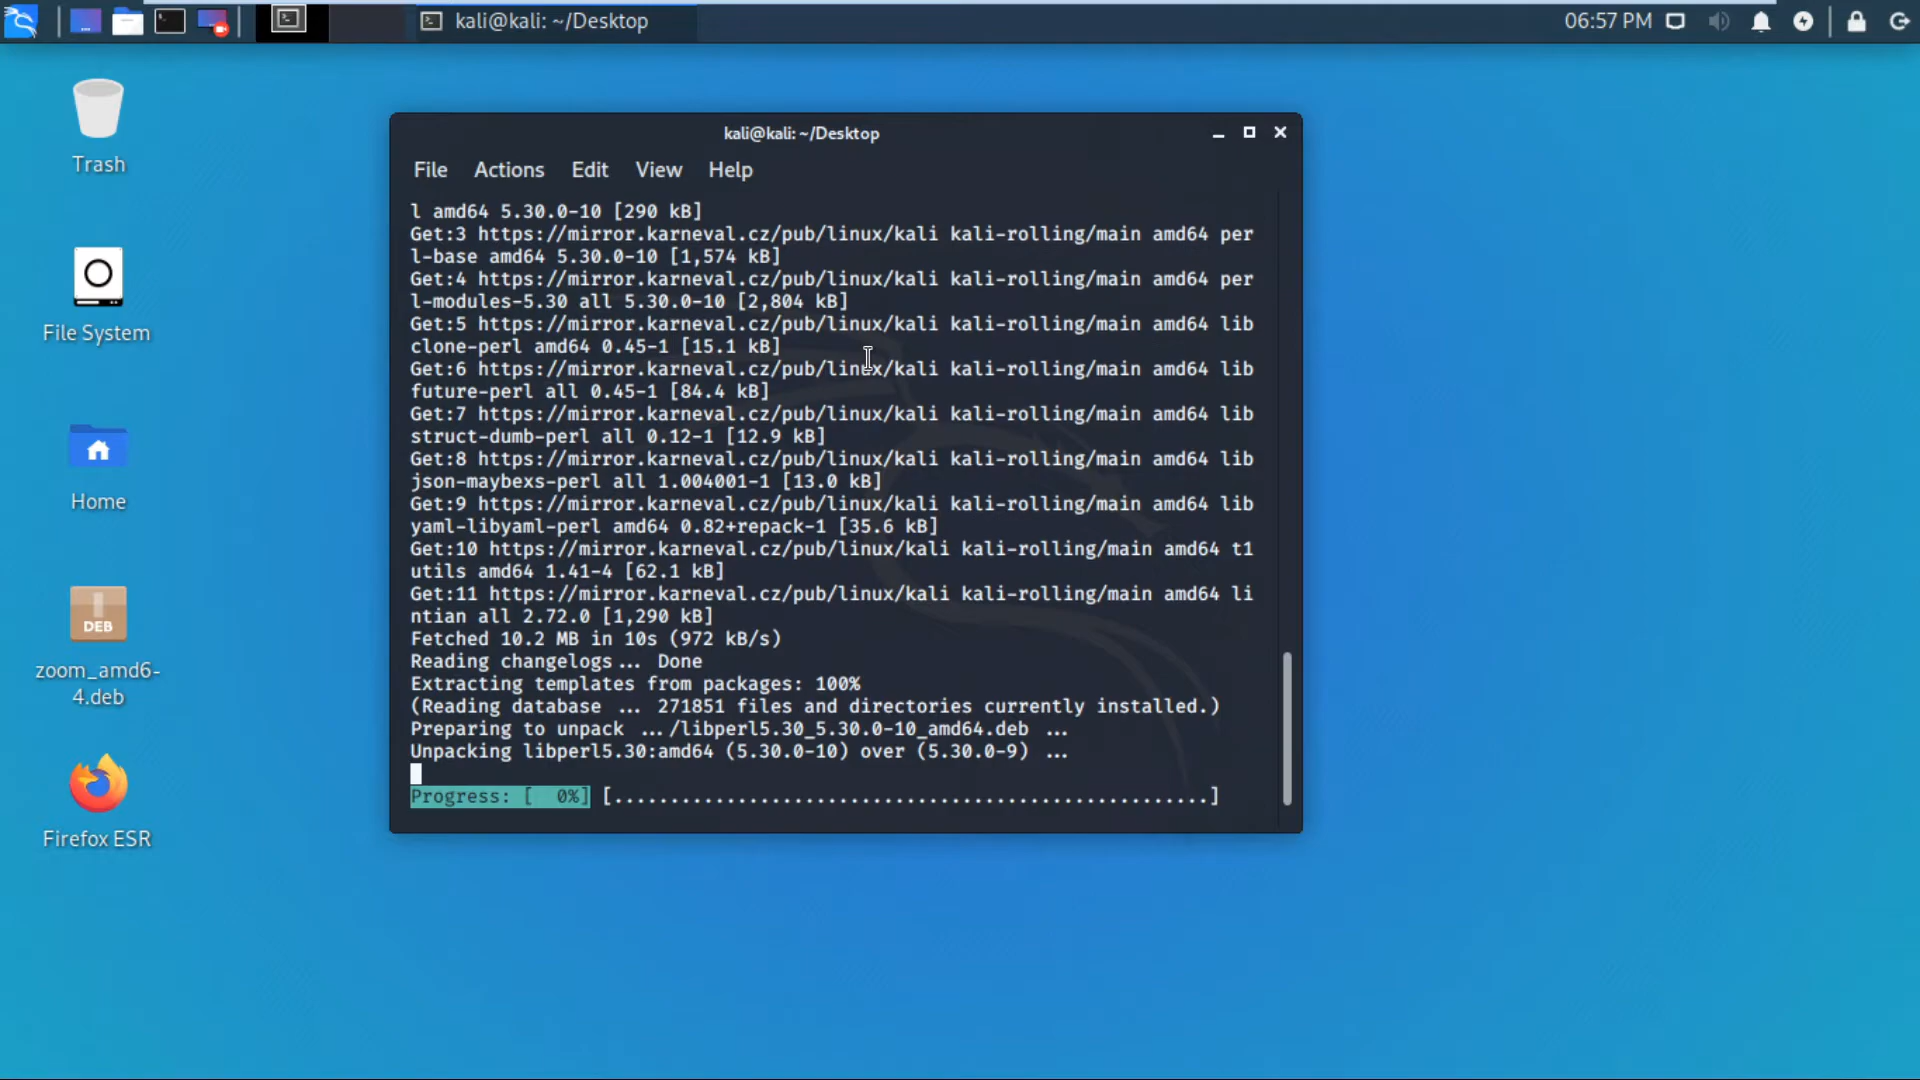 kali@kali: ~/Desktop
06:57 PM
Trash
File System
Home
DEB
zoom_amd6-
4.deb
Firefox ESR
kali@kali: ~/Desktop
File Actions Edit View Help
l amd64 5.30.0-10 [290 kB]
Get:3 https://mirror.karneval.cz/pub/linux/kali kali-rolling/main amd64 per
l-base amd64 5.30.0-10 [1,574 kB]
Get:4 https://mirror.karneval.cz/pub/linux/kali kali-rolling/main amd64 per
l-modules-5.30 all 5.30.0-10 [2,804 kB]
Get:5 https://mirror.karneval.cz/pub/linux/kali kali-rolling/main amd64 lib
clone-perl amd64 0.45-1 [15.1 kB]
Get:6 https://mirror.karneval.cz/pub/linux/kali kali-rolling/main amd64 lib
future-perl all 0.45-1 [84.4 kB]
Get:7 https://mirror.karneval.cz/pub/linux/kali kali-rolling/main amd64 lib
struct-dumb-perl all 0.12-1 [12.9 kB]
Get:8 https://mirror.karneval.cz/pub/linux/kali kali-rolling/main amd64 lib
json-maybexs-perl all 1.004001-1 [13.0 kB]
Get:9 https://mirror.karneval.cz/pub/linux/kali kali-rolling/main amd64 lib
yaml-libyaml-perl amd64 0.82+repack-1 [35.6 kB]
Get:10 https://mirror.karneval.cz/pub/linux/kali kali-rolling/main amd64 t1
utils amd64 1.41-4 [62.1 kB]
Get:11 https://mirror.karneval.cz/pub/linux/kali kali-rolling/main amd64 li
ntian all 2.72.0 [1,290 kB]
Fetched 10.2 MB in 10s (972 kB/s)
Reading changelogs... Done
Extracting templates from packages: 100%
(Reading database ... 271851 files and directories currently installed.)
Preparing to unpack .../libperl5.30_5.30.0-10_amd64.deb ...
Unpacking libperl5.30:amd64 (5.30.0-10) over (5.30.0-9) ...
Progress: [  0%] [.....................................................]